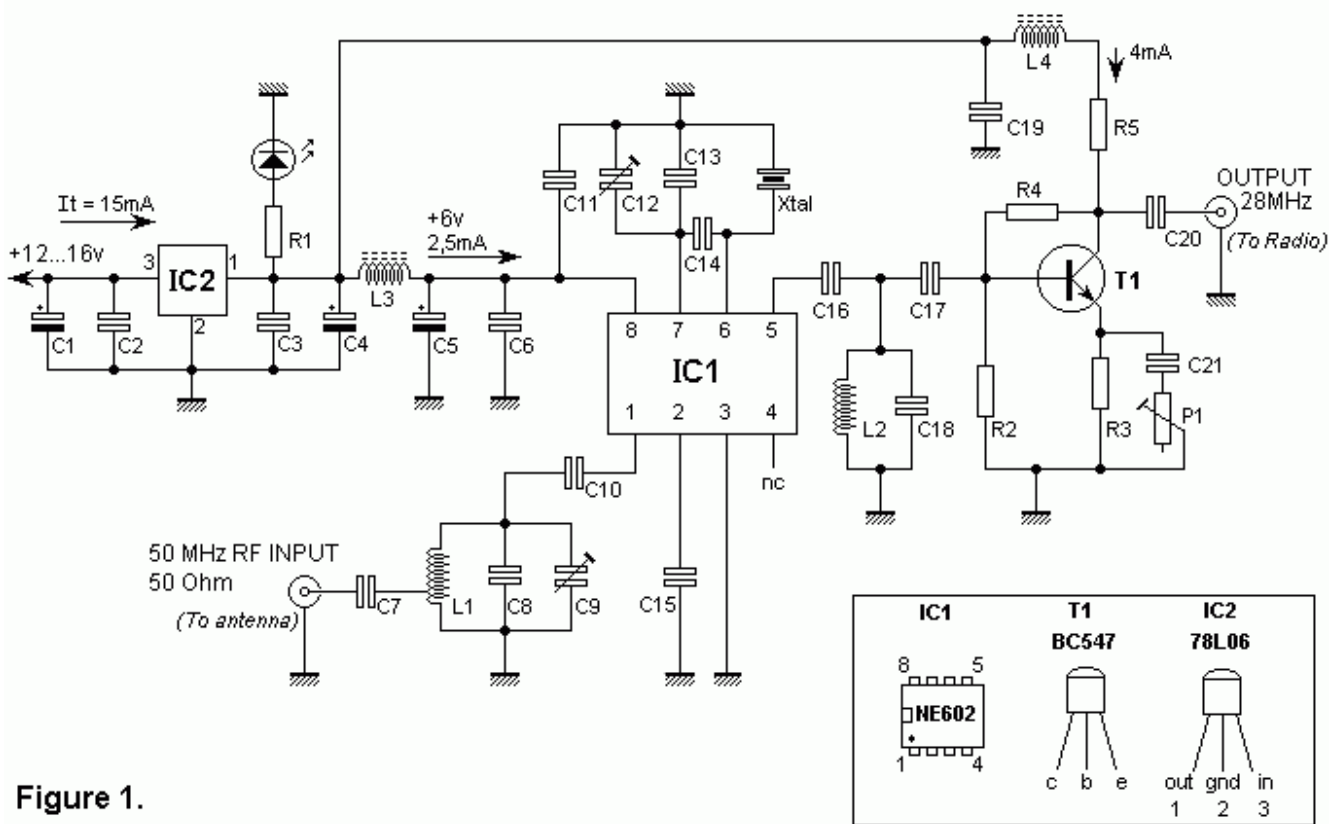 L4
4mA
C19
R5
It = 15mA
R1
+12...16v
3
IC2
1
2
C1
C2
C3
C4
L3
+6v
2,5mA
C5
C6
C11
C12
C13
C14
Xtal
8
7
6
5
IC1
1
2
3
4
nc
C16
C17
L2
C18
R4
R2
T1
C20
OUTPUT
28MHz
(To Radio)
R3
C21
P1
C10
50 MHz RF INPUT
50 Ohm
(To antenna)
C7
L1
C8
C9
C15
IC1
8
5
NE602
1
4
T1
BC547
c b e
IC2
78L06
out gnd in
1 2 3
Figure 1.